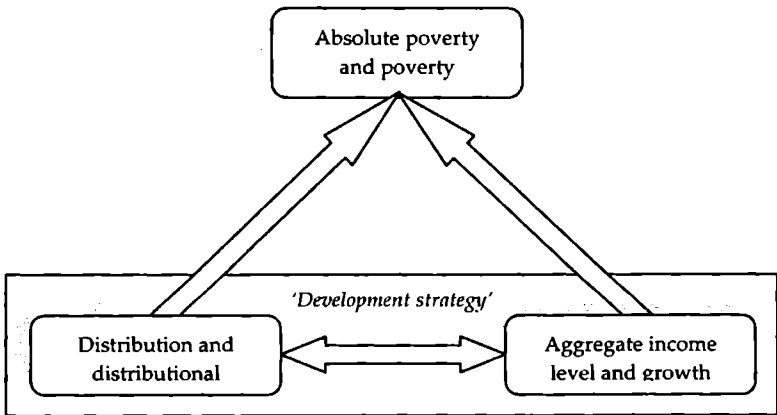 Absolute poverty
and poverty
'Development strategy'
Distribution and
distributional
Aggregate income
level and growth